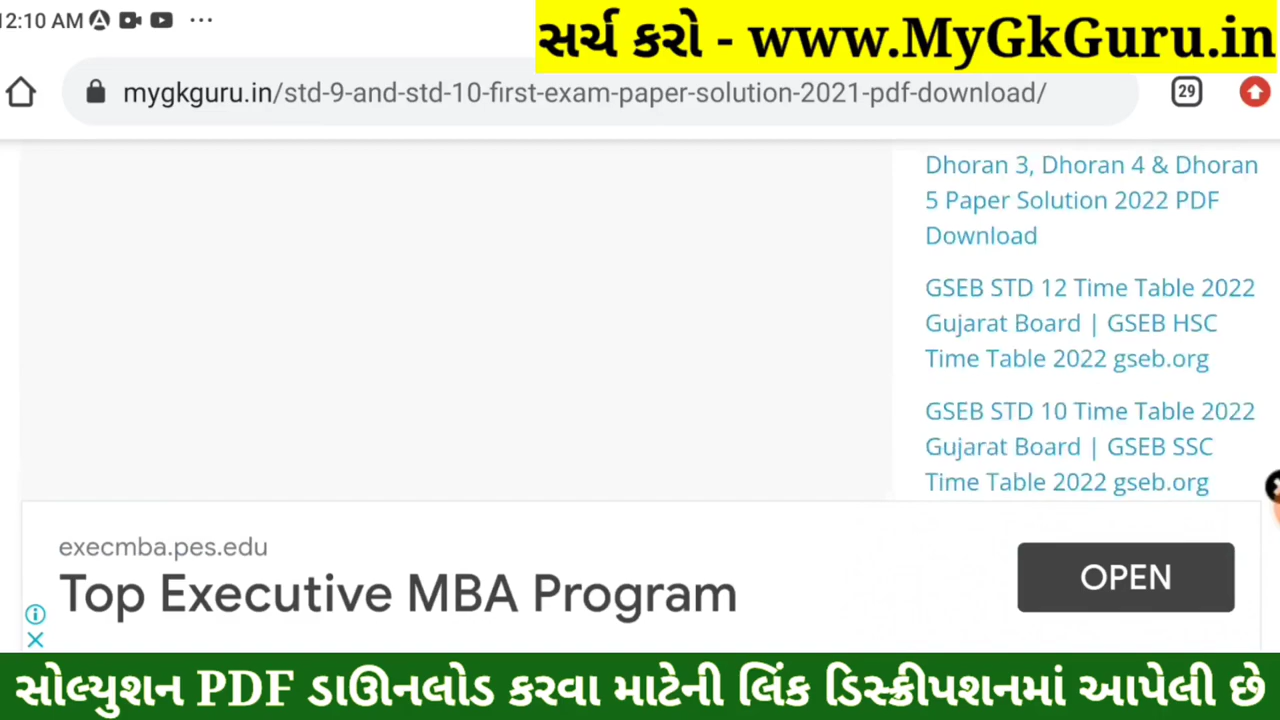 12:10 AM
સર્ચ કરો - www.MyGkGuru.in
mygkguru.in/std-9-and-std-10-first-exam-paper-solution-2021-pdf-download/
29
Dhoran 3, Dhoran 4 & Dhoran
5 Paper Solution 2022 PDF
Download
GSEB STD 12 Time Table 2022
Gujarat Board | GSEB HSC
Time Table 2022 gseb.org
GSEB STD 10 Time Table 2022
Gujarat Board | GSEB SSC
Time Table 2022 gseb.org
execmba.pes.edu
Top Executive MBA Program
OPEN
સોલ્યુશન PDF ડાઊનલોડ કરવા માટેની લિંક ડિસ્ક્રીપશનમાં આપેલી છે